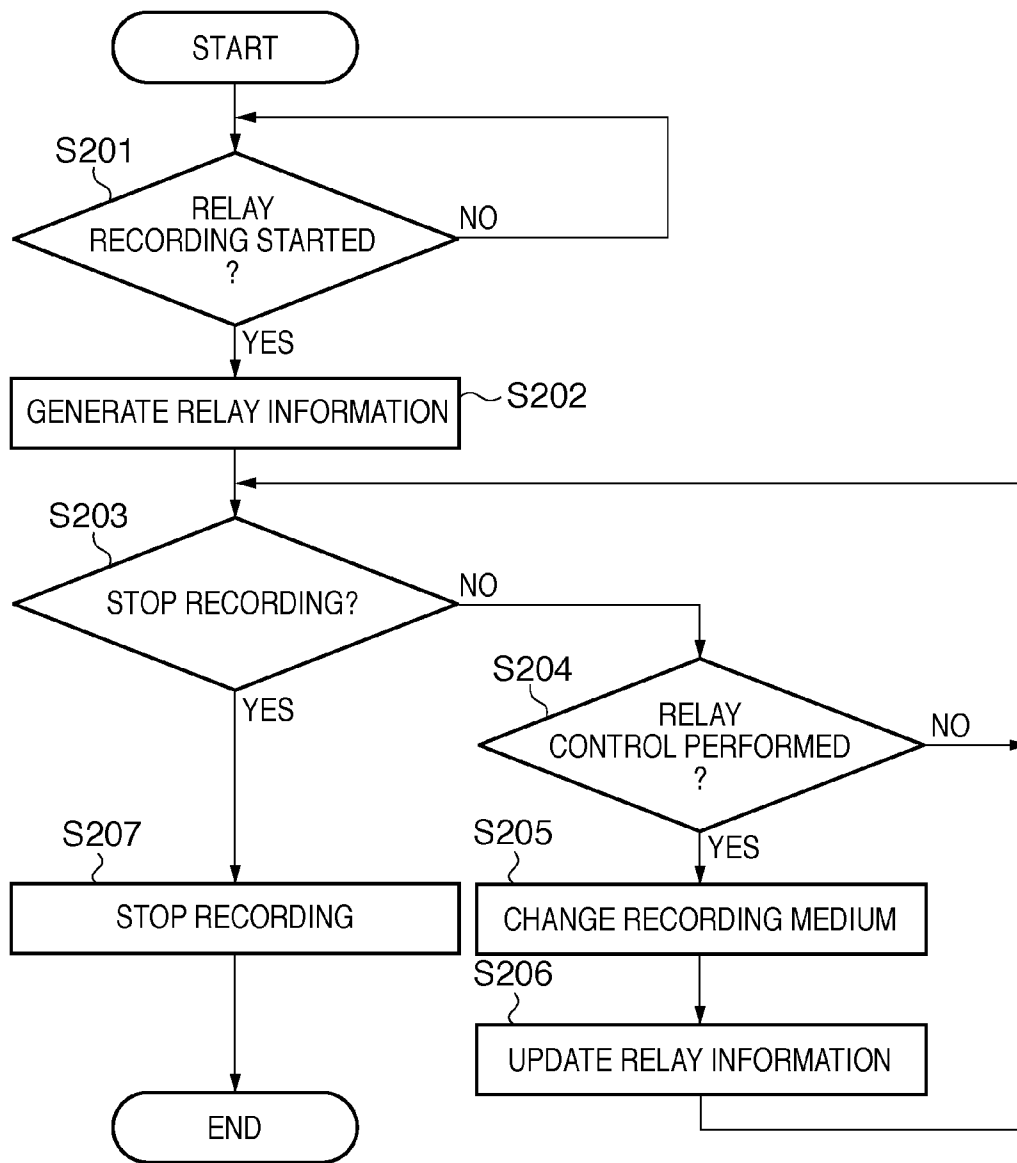 START
S201
RELAY
RECORDING STARTED
?
NO
YES
GENERATE RELAY INFORMATION
S202
S203
STOP RECORDING?
NO
YES
S204
RELAY
CONTROL PERFORMED
?
NO
YES
S205
CHANGE RECORDING MEDIUM
S206
UPDATE RELAY INFORMATION
S207
STOP RECORDING
END